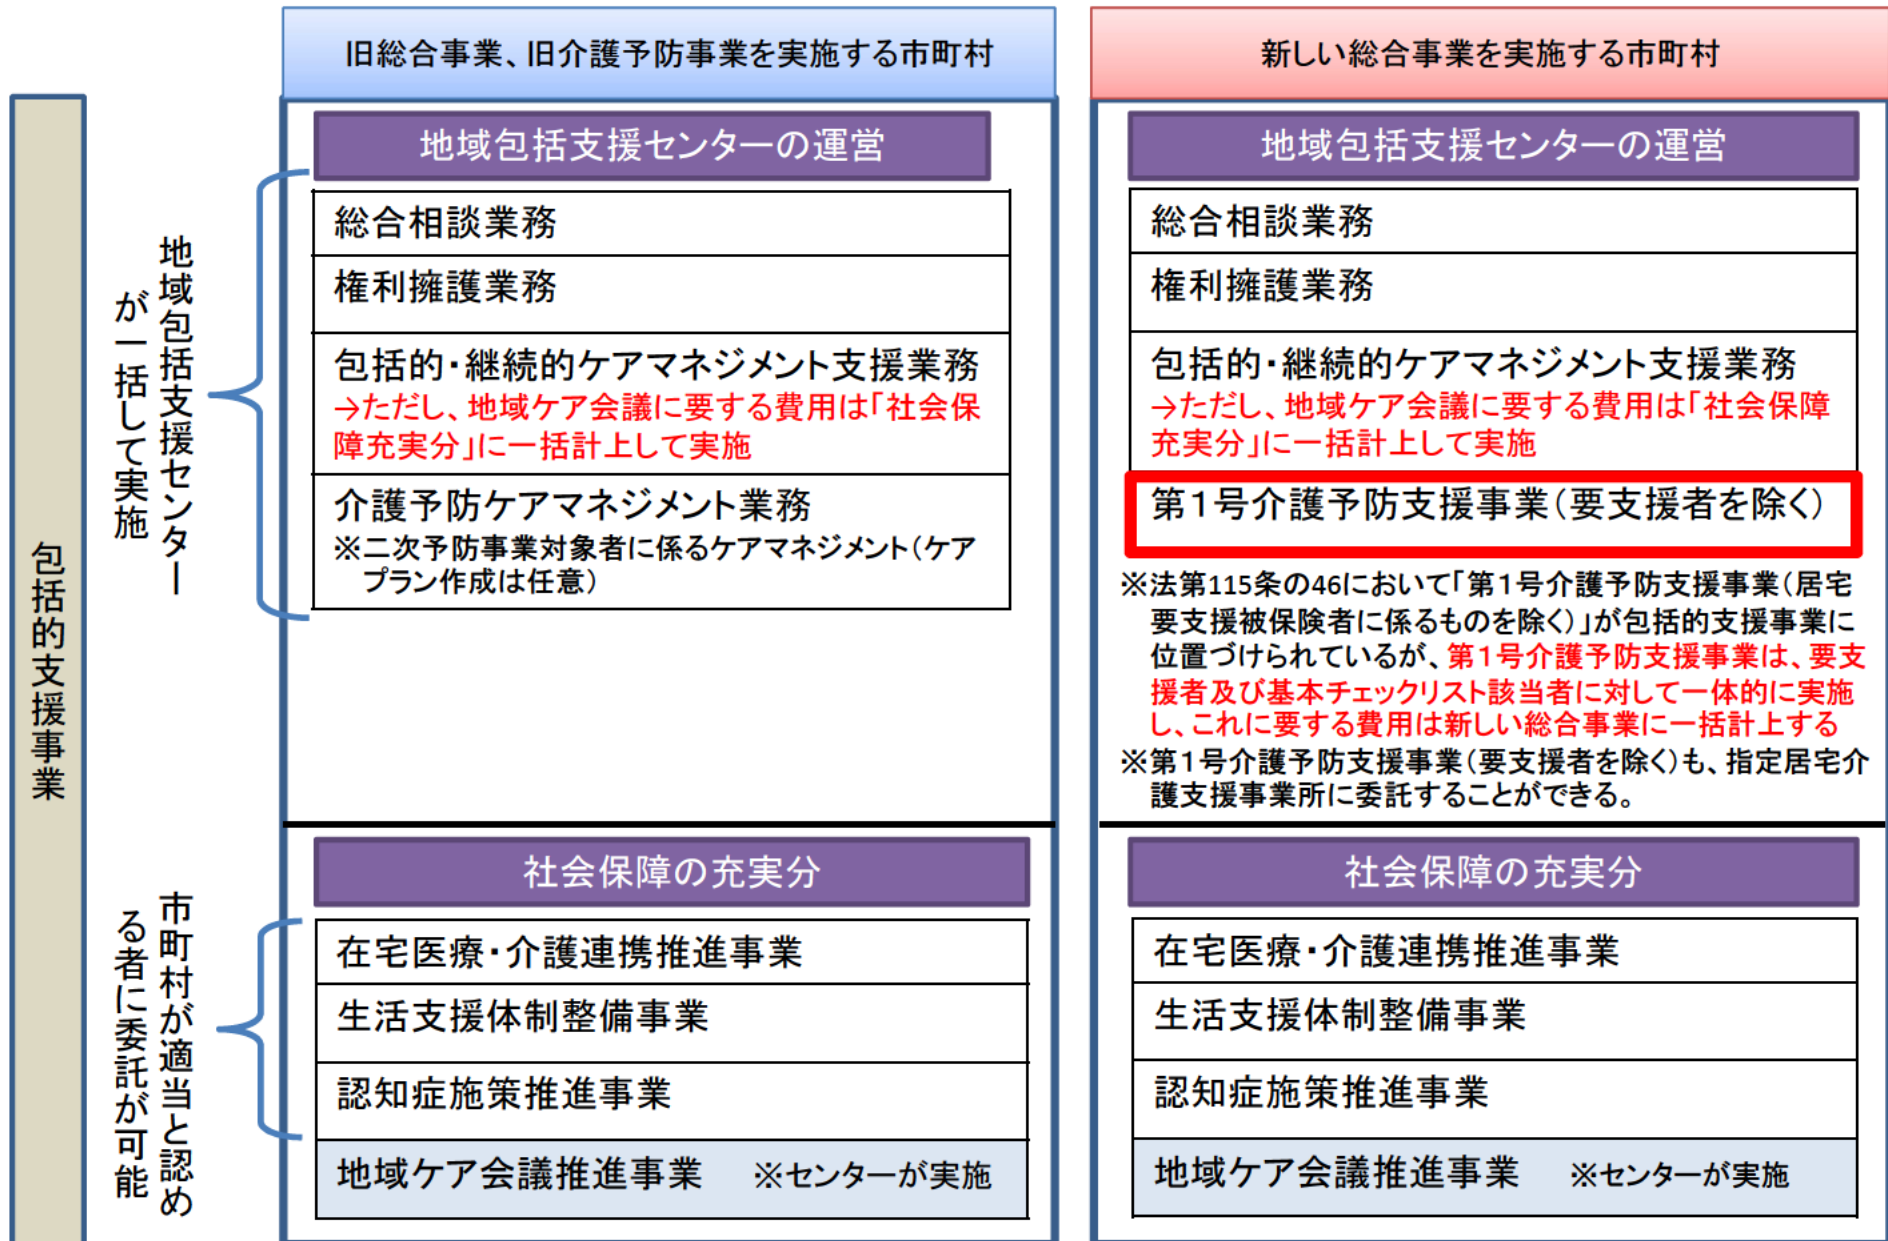 旧総合事業、旧介護予防事業を実施する市町村
新しい総合事業を実施する市町村
包括的支援事業
地域包括支援センター
が一括して実施
地域包括支援センターの運営
総合相談業務
権利擁護業務
包括的・継続的ケアマネジメント支援業務
→ただし、地域ケア会議に要する費用は「社会保
障充実分」に一括計上して実施
介護予防ケアマネジメント業務
※二次予防事業対象者に係るケアマネジメント(ケア
プラン作成は任意)
地域包括支援センターの運営
総合相談業務
権利擁護業務
包括的・継続的ケアマネジメント支援業務
→ただし、地域ケア会議に要する費用は「社会保障
充実分」に一括計上して実施
第1号介護予防支援事業(要支援者を除く)
※法第115条の46において「第1号介護予防支援事業(居宅
要支援被保険者に係るものを除く)」が包括的支援事業に
位置づけられているが、第1号介護予防支援事業は、要支
援者及び基本チェックリスト該当者に対して一体的に実施
し、これに要する費用は新しい総合事業に一括計上する
※第1号介護予防支援事業(要支援者を除く)も、指定居宅介
護支援事業所に委託することができる。
市町村が適当と認め
る者に委託が可能
社会保障の充実分
在宅医療・介護連携推進事業
生活支援体制整備事業
認知症施策推進事業
地域ケア会議推進事業 ※センターが実施
社会保障の充実分
在宅医療・介護連携推進事業
生活支援体制整備事業
認知症施策推進事業
地域ケア会議推進事業 ※センターが実施